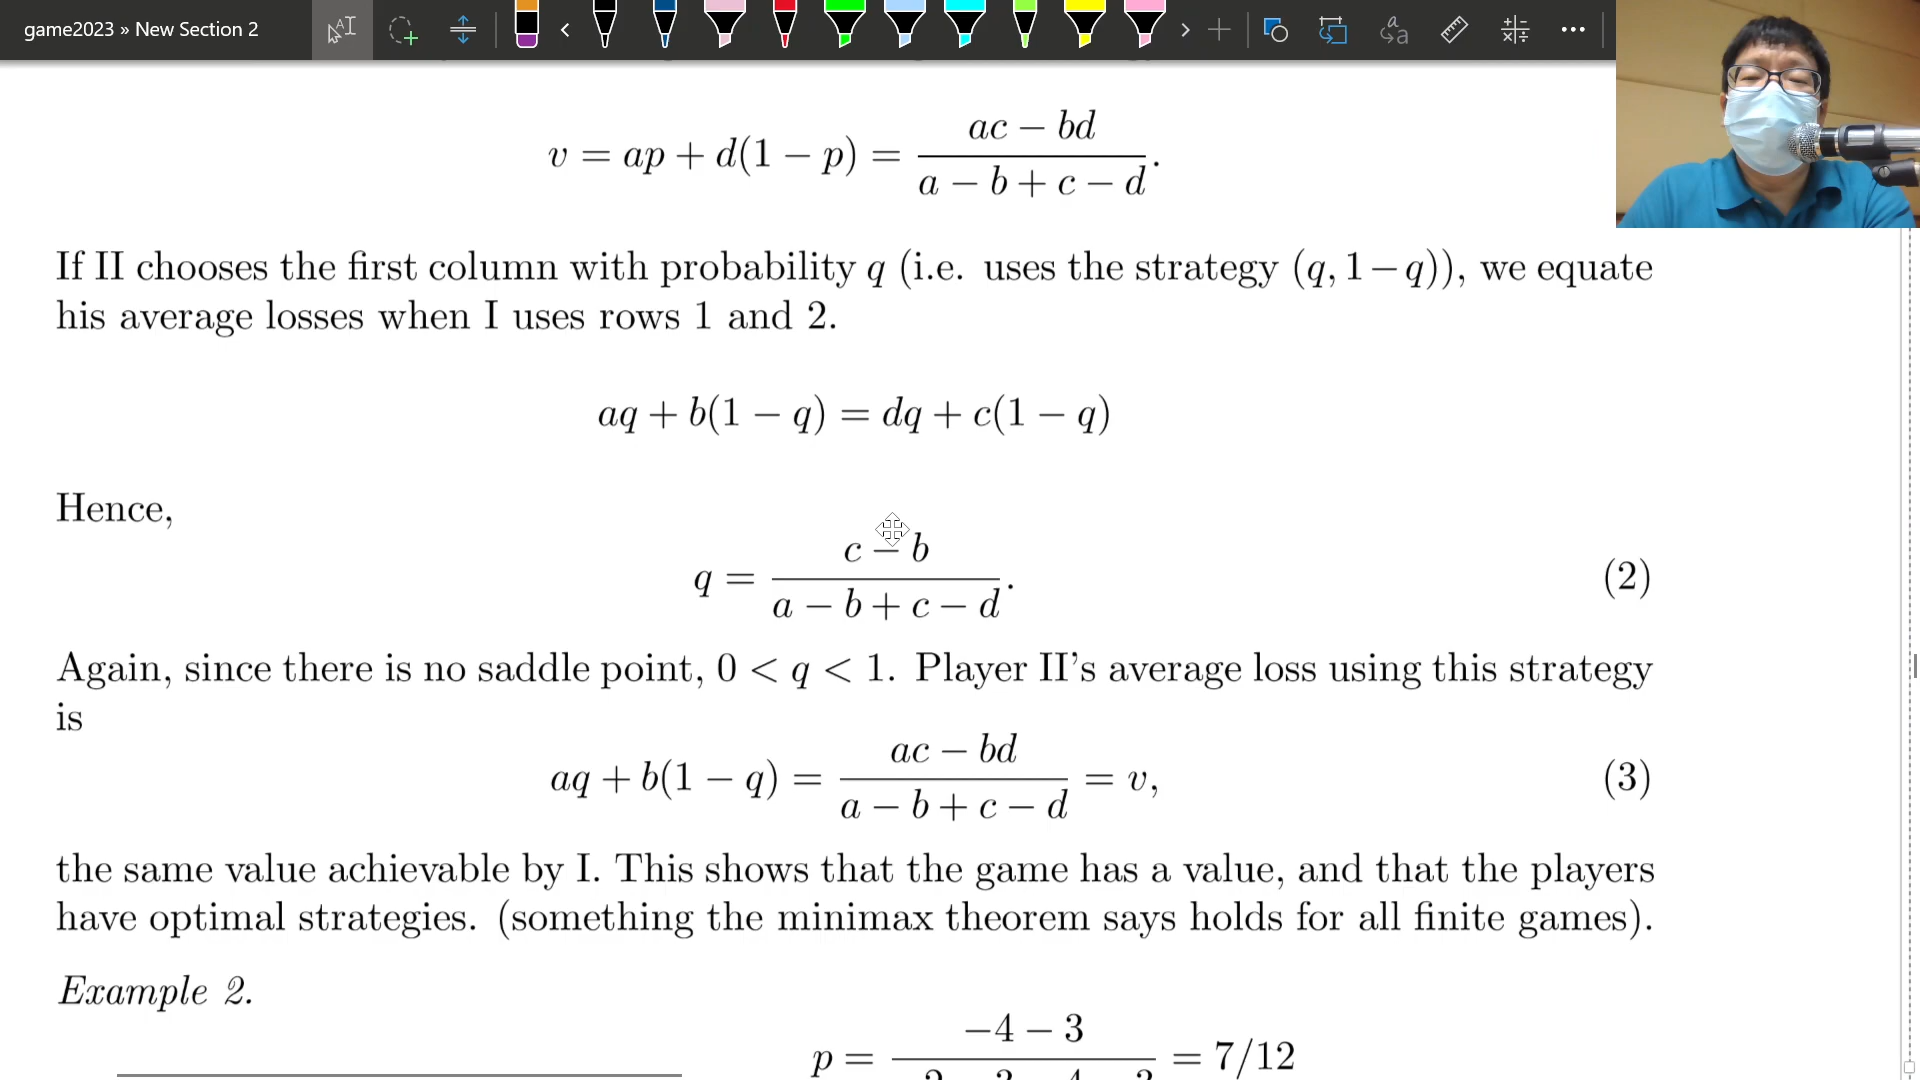 game2023 » New Section 2
v = ap + d(1 − p) = \frac{ac − bd}{a − b + c − d}.
If II chooses the first column with probability q (i.e. uses the strategy (q, 1−q)), we equate
his average losses when I uses rows 1 and 2.
aq + b(1 − q) = dq + c(1 − q)
Hence,
q = \frac{c − b}{a − b + c − d}. (2)
Again, since there is no saddle point, 0 < q < 1. Player II's average loss using this strategy
is
aq + b(1 − q) = \frac{ac − bd}{a − b + c − d} = v, (3)
the same value achievable by I. This shows that the game has a value, and that the players
have optimal strategies. (something the minimax theorem says holds for all finite games).
Example 2.
p = \frac{−4 − 3}{} = 7/12